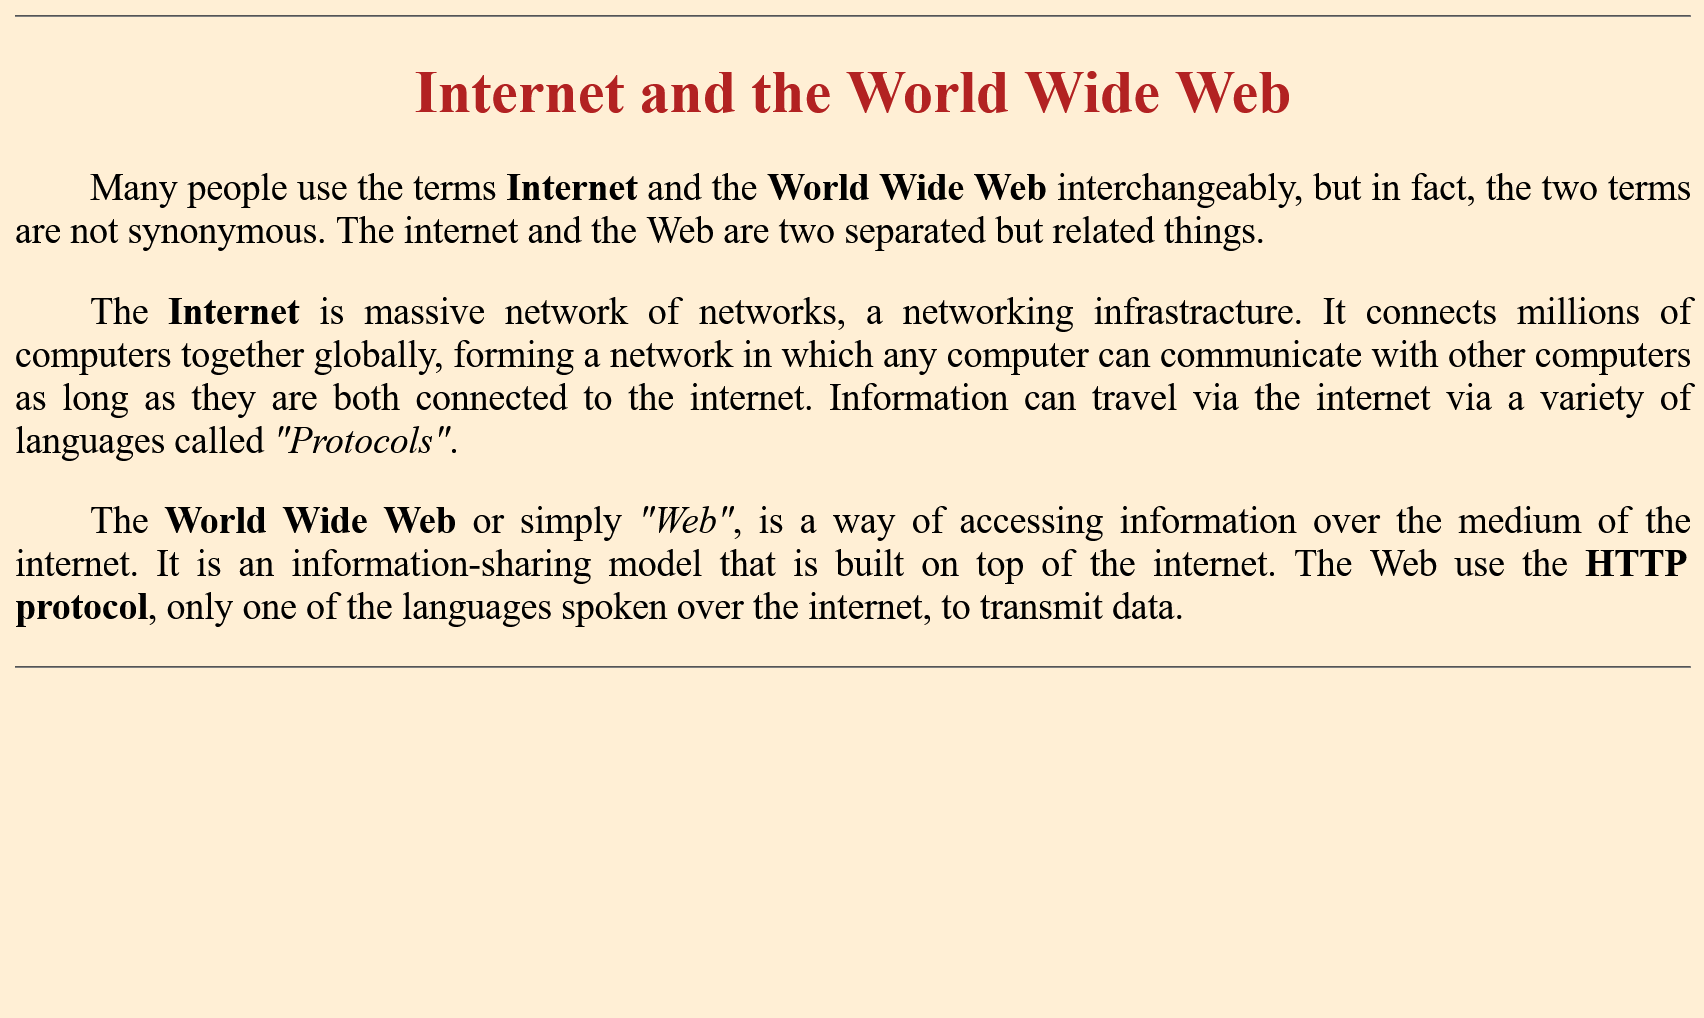 Internet and the World Wide Web
Many people use the terms Internet and the World Wide Web interchangeably, but in fact, the two terms
are not synonymous. The internet and the Web are two separated but related things.
The Internet is massive network of networks, a networking infrastracture. It connects millions of
computers together globally, forming a network in which any computer can communicate with other computers
as long as they are both connected to the internet. Information can travel via the internet via a variety of
languages called "Protocols".
The World Wide Web or simply "Web", is a way of accessing information over the medium of the
internet. It is an information-sharing model that is built on top of the internet. The Web use the HTTP
protocol, only one of the languages spoken over the internet, to transmit data.